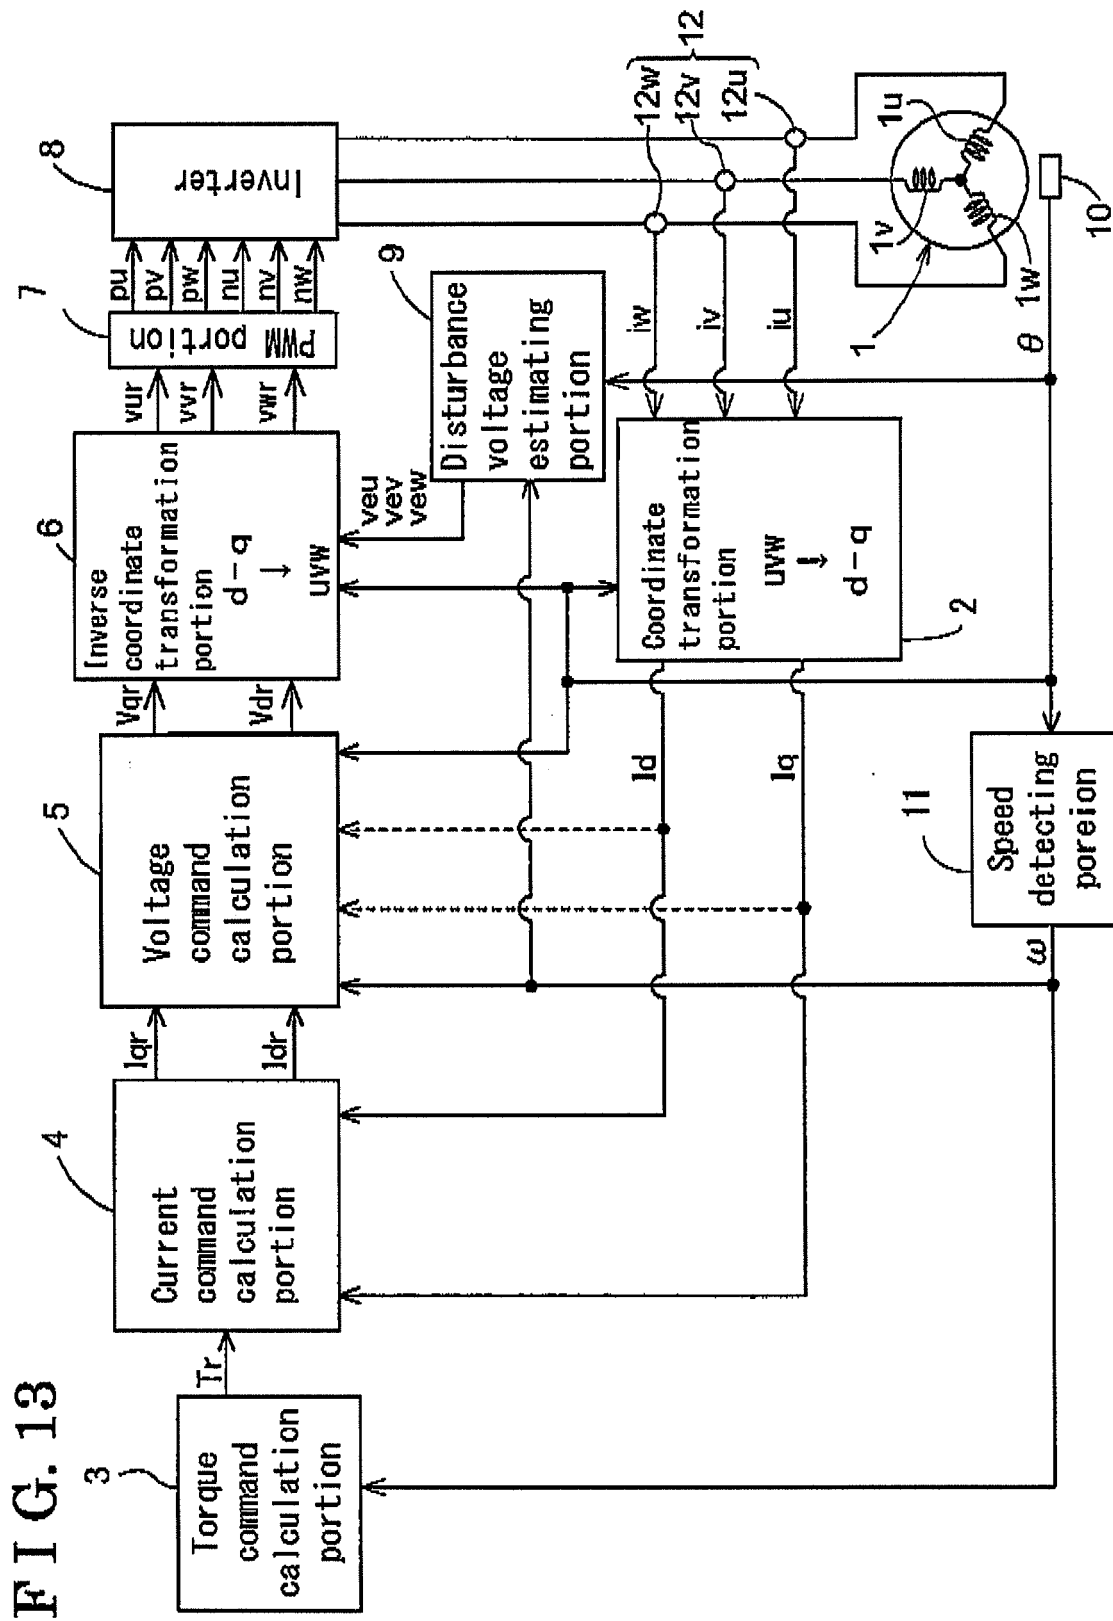 FIG. 13
3
Torque
command
calculation
portion
Tr
4
Current
command
calculation
portion
Iqr
Idr
5
Voltage
command
calculation
portion
Vqr
Vdr
6
Inverse
coordinate
transformation
portion
d-q
↓
uvw
vur
vvr
vwr
7
PWM portion
pu
pv
pw
nu
nv
nw
8
Inverter
veu
vev
vew
9
Disturbance
voltage
estimating
portion
Id
Iq
Coordinate
transformation
portion
uvw
↓
d-q
2
iw
iv
iu
12w
12v
12u
12
11
Speed
detecting
poreion
ω
θ
1
1u
1v
1w
10